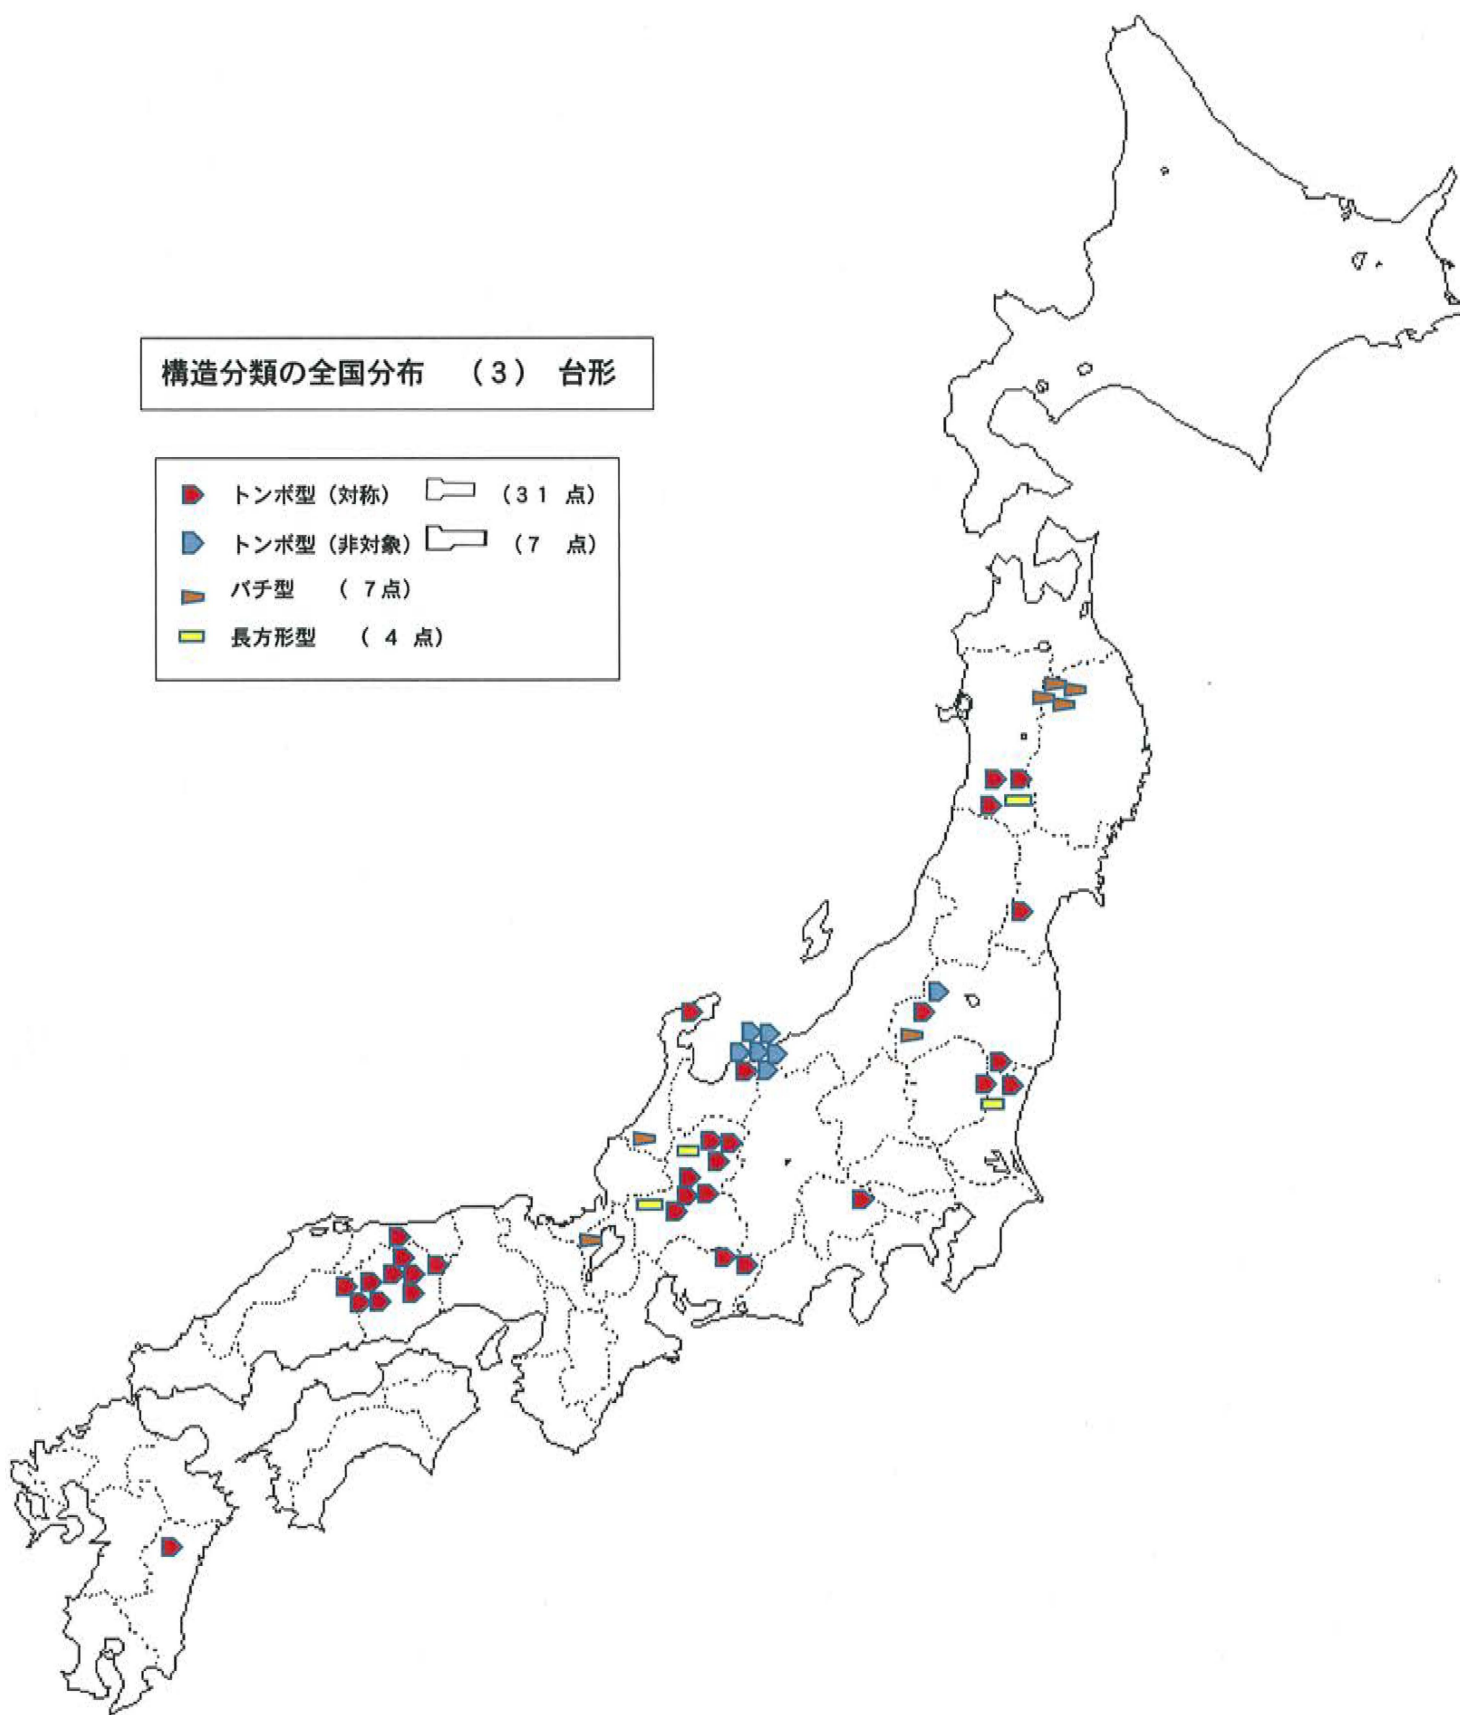 構造分類の全国分布 (3) 台形
トンボ型(対称) (31 点)
トンボ型(非対象) (7 点)
バチ型 (7点)
長方形型 (4 点)